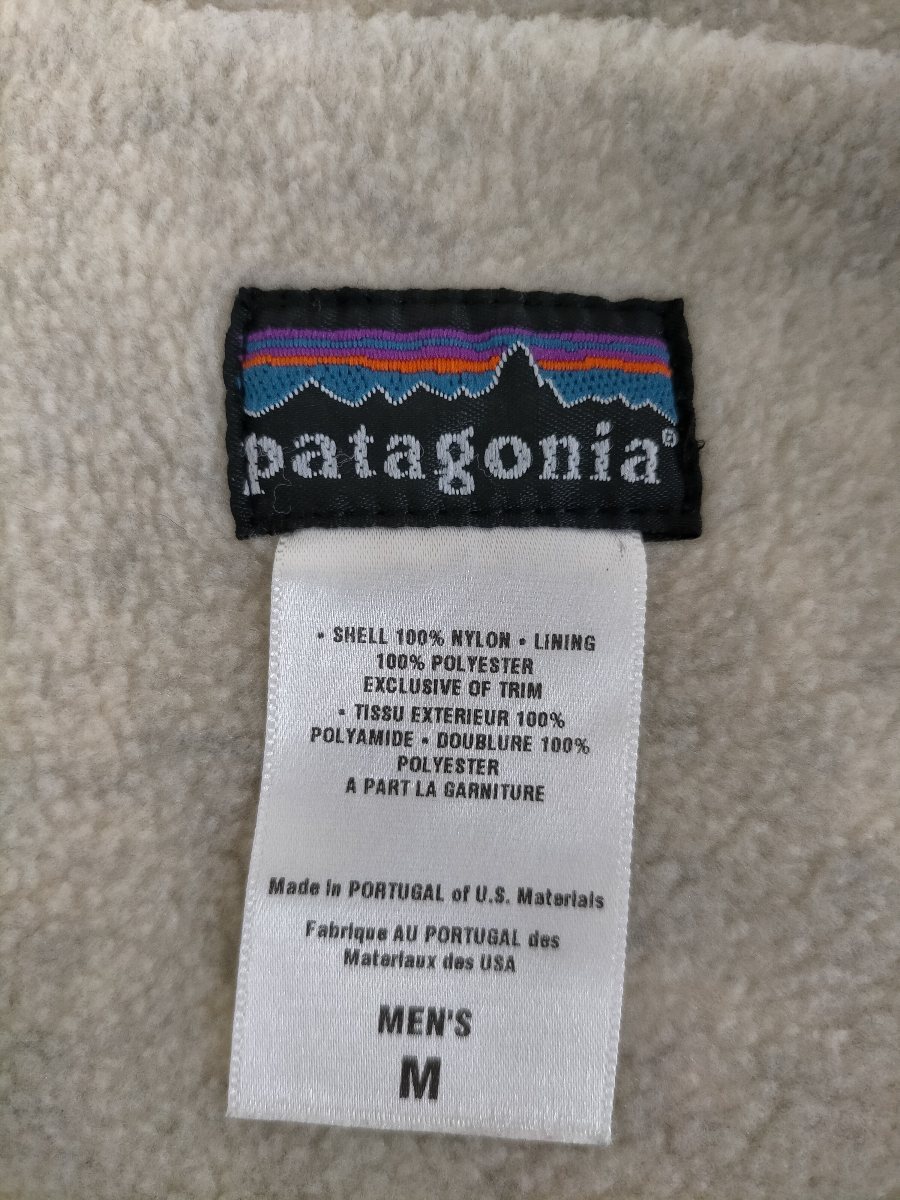 patagonia®
• SHELL 100% NYLON • LINING
100% POLYESTER
EXCLUSIVE OF TRIM
• TISSU EXTERIEUR 100%
POLYAMIDE • DOUBLURE 100%
POLYESTER
A PART LA GARNITURE
Made in PORTUGAL of U.S. Materials
Fabrique AU PORTUGAL des
Materiaux des USA
MEN'S
M